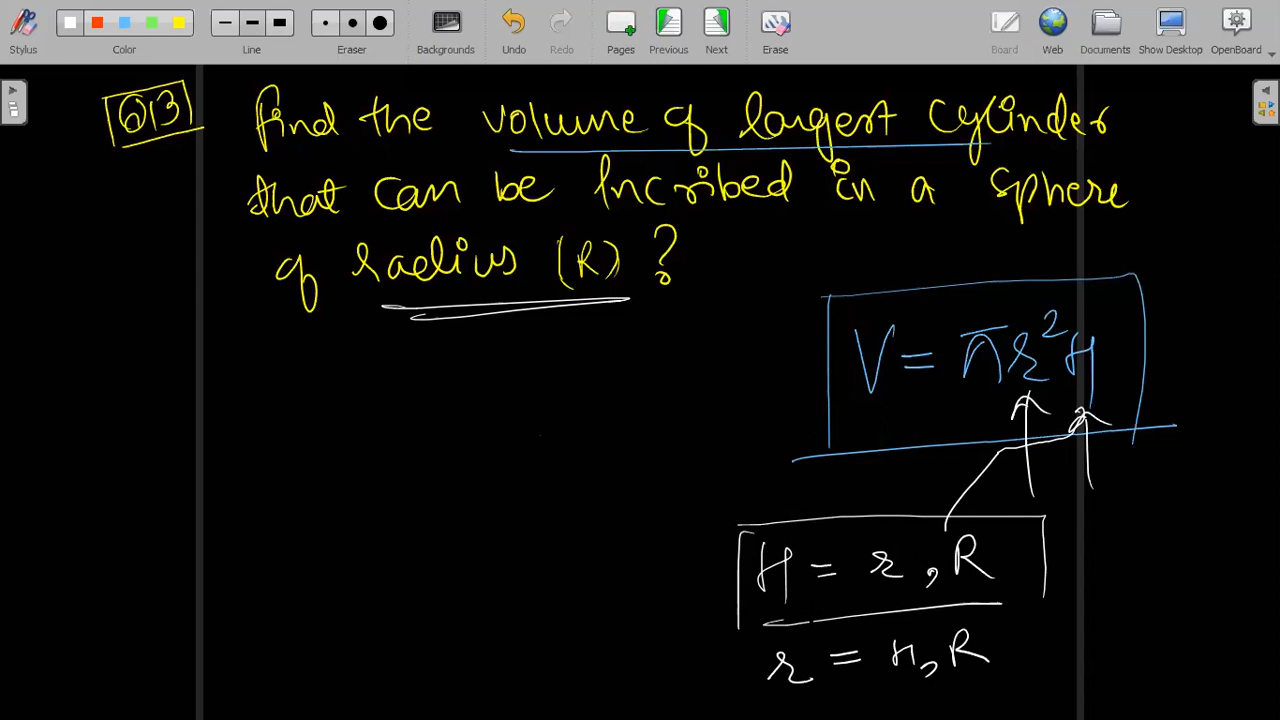 Stylus
Color
Line
Eraser
Backgrounds
Undo
Redo
Pages
Previous
Next
Erase
Board
Web
Documents
Show Desktop
OpenBoard
Q13 Find the volume of largest cylinder
that can be Incribed in a sphere
of radius (R) ?
V = πr²H
H = r, R
r = H, R